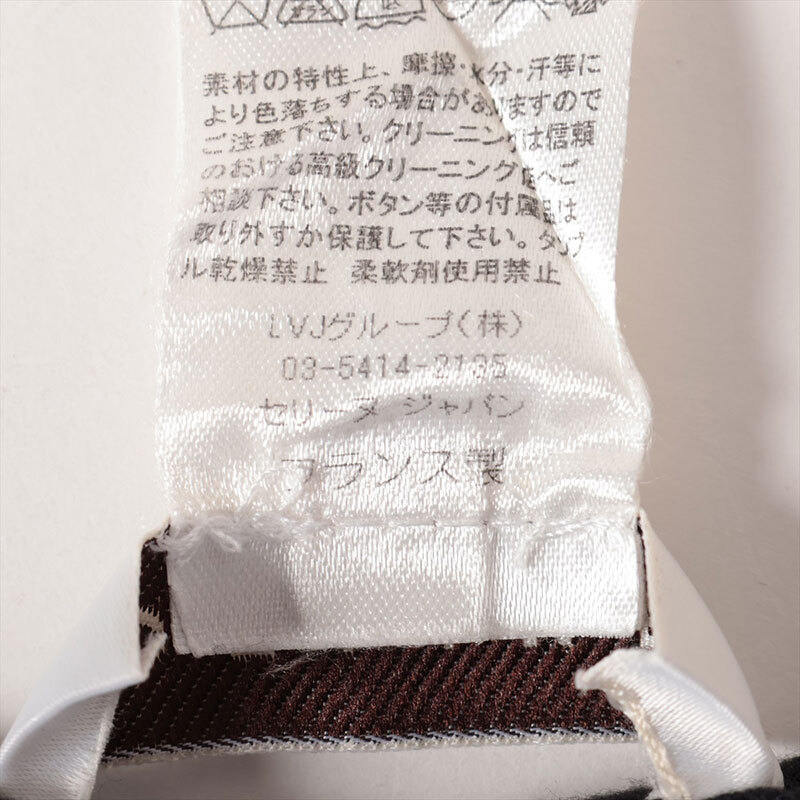 素材の特性上、摩擦・水分・汗等に
より色落ちする場合がありますので
ご注意下さい。クリーニングは信頼
のおける高級クリーニング店へご
相談下さい。ボタン等の付属品は
取り外すか保護して下さい。タンブ
ル乾燥禁止 柔軟剤使用禁止
LVJグループ(株)
03-5414-2135
セリーヌ ジャパン
フランス製